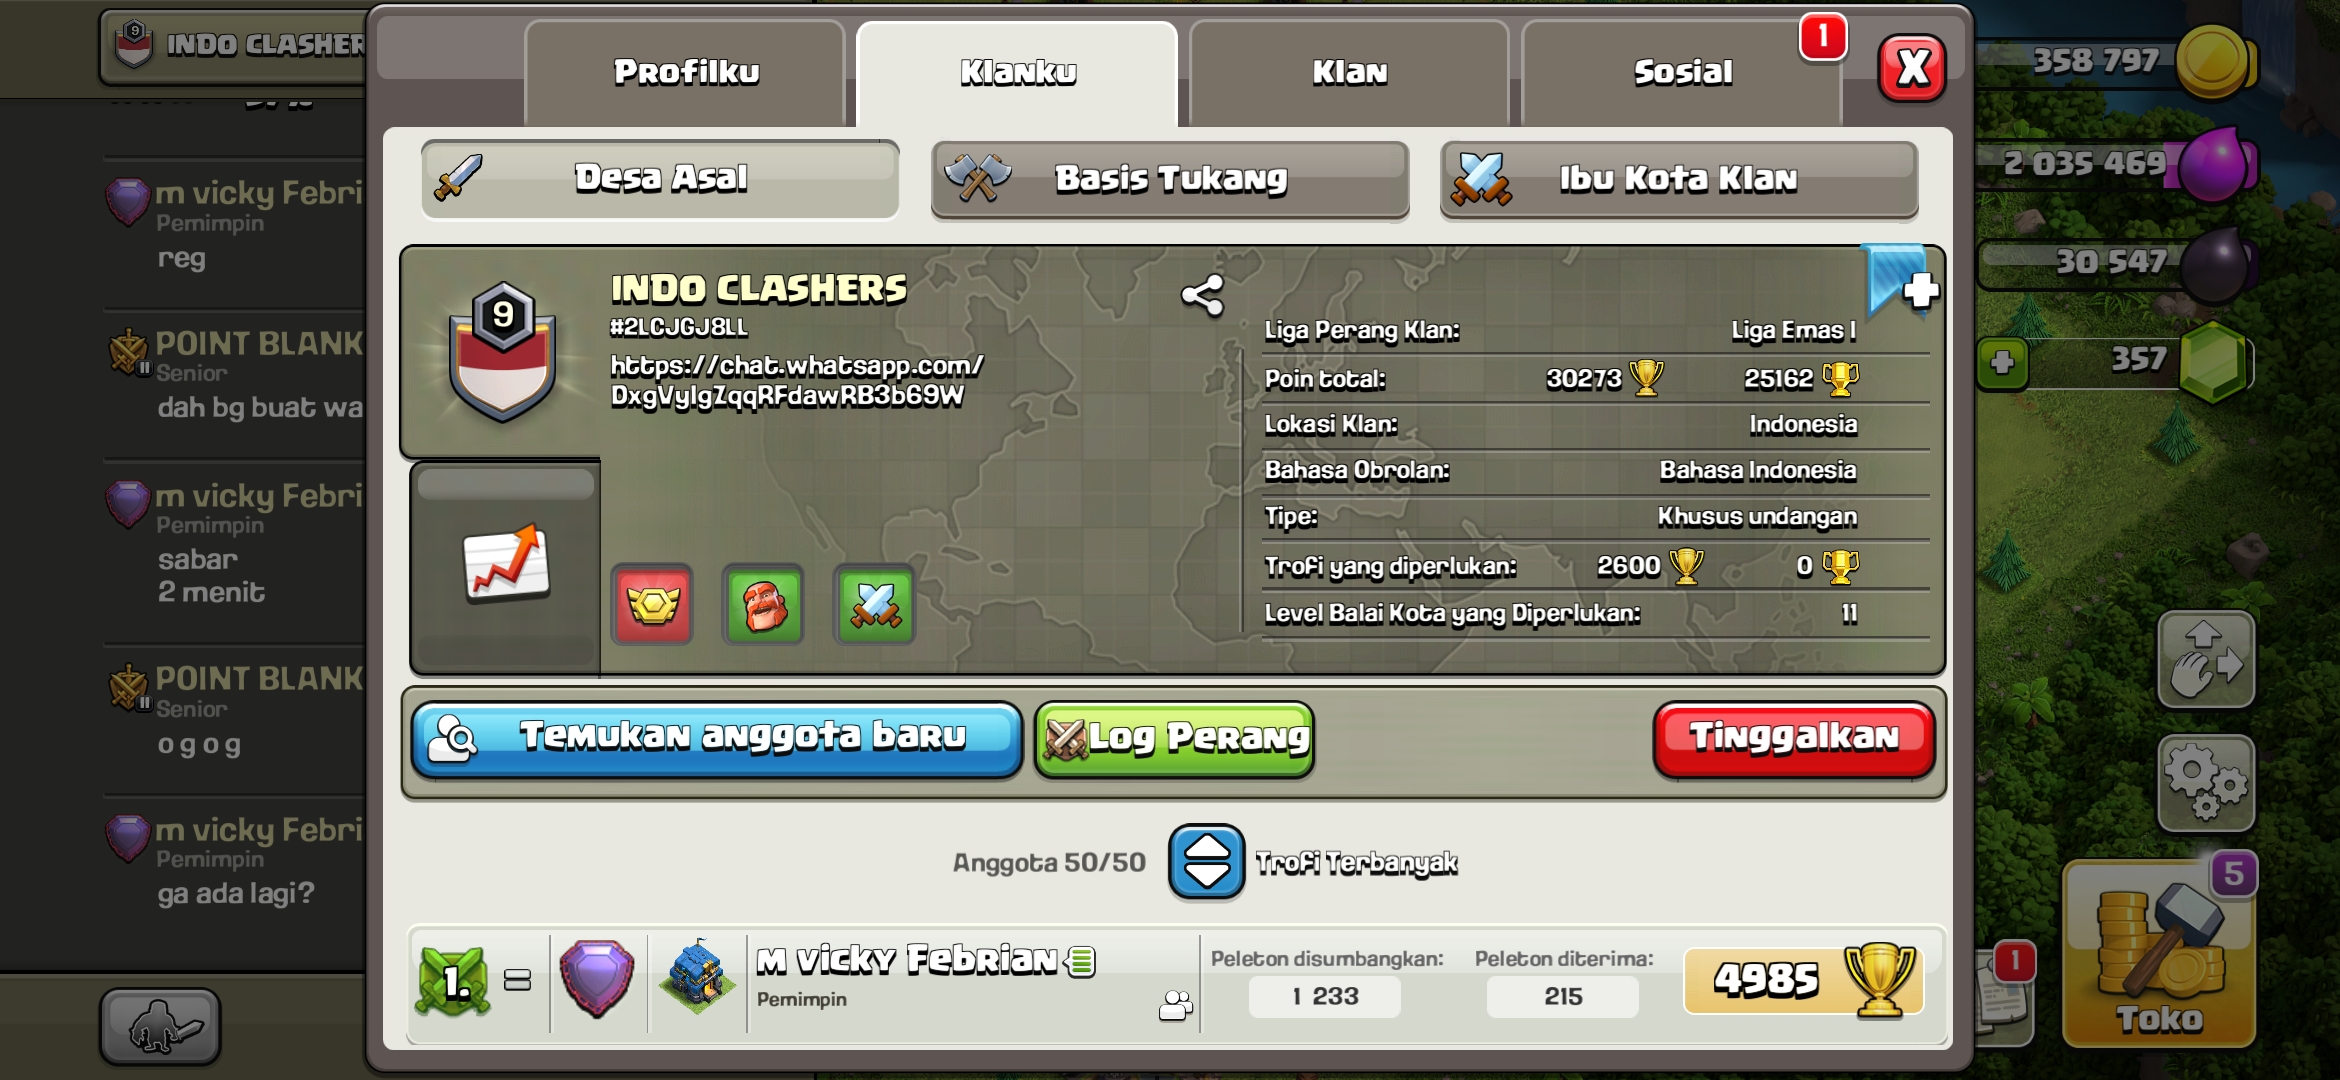 9
INDO CLASHER
m vicky Febri
Pemimpin
reg
POINT BLANK
Senior
dah bg buat wa
m vicky Febri
Pemimpin
sabar
2 menit
POINT BLANK
Senior
o g o g
m vicky Febri
Pemimpin
ga ada lagi?
Profilku
Klanku
Klan
Sosial
1
X
Desa Asal
Basis Tukang
Ibu Kota Klan
9
INDO CLASHERS
#2LCJGJ8LL
https://chat.whatsapp.com/
DxgVyIgZqqRFdawRB3b69W
Liga Perang Klan: Liga Emas I
Poin total: 30273 25162
Lokasi Klan: Indonesia
Bahasa Obrolan: Bahasa Indonesia
Tipe: Khusus undangan
Trofi yang diperlukan: 2600 0
Level Balai Kota yang Diperlukan: 11
Temukan anggota baru
Log Perang
Tinggalkan
Anggota 50/50
Trofi Terbanyak
1.
M vicky Febrian
Pemimpin
Peleton disumbangkan:
1 233
Peleton diterima:
215
4985
358 797
2 035 469
30 547
357
1
5
Toko